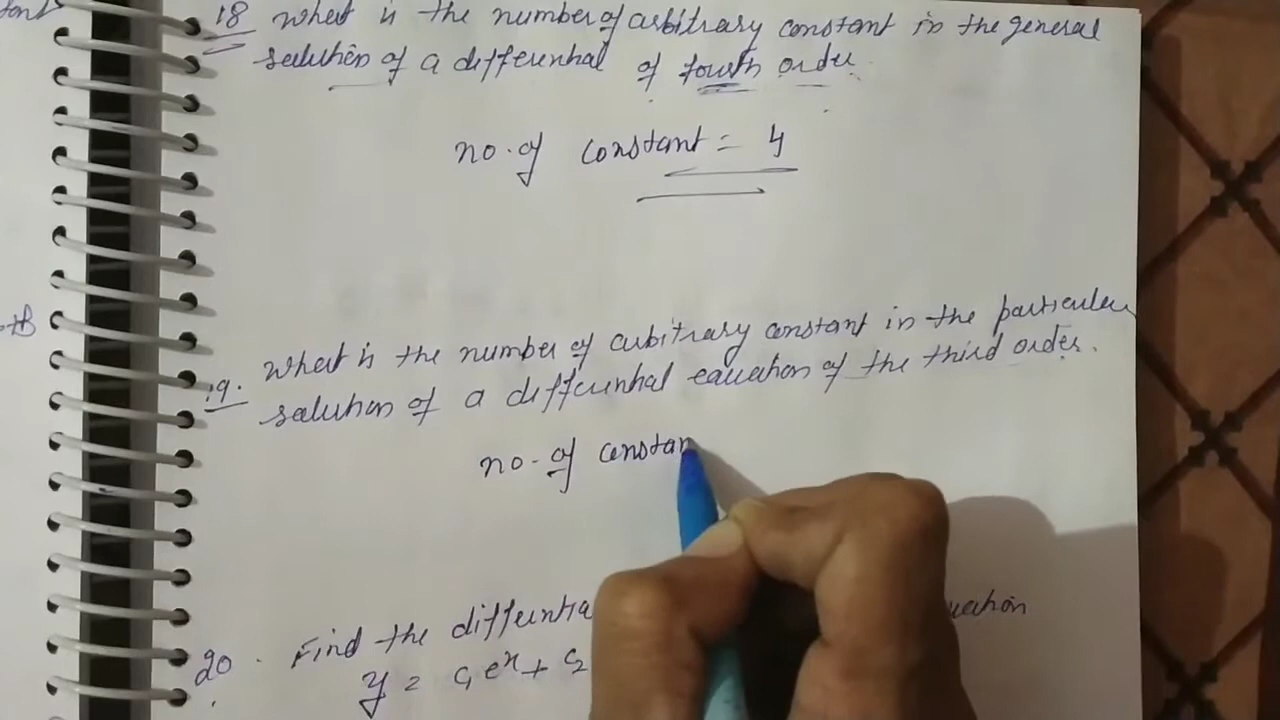 18 What is the number of arbitrary constant in the general
solution of a differential of fourth order
no. of constant = 4
19. What is the number of arbitrary constant in the particular
solution of a differential equation of the third order.
no. of constan
20. Find the differentia
y = c₁eˣ + c₂